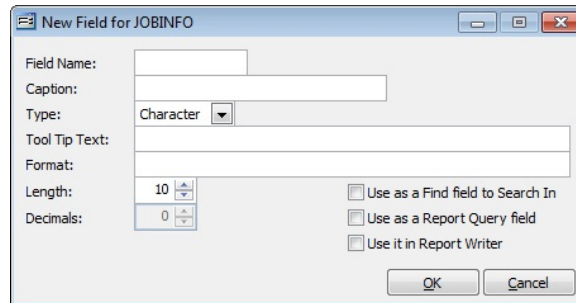 New Field for JOBINFO
Field Name:
Caption:
Type: Character
Tool Tip Text:
Format:
Length: 10
Use as a Find field to Search In
Decimals: 0
Use as a Report Query field
Use it in Report Writer
OK Cancel